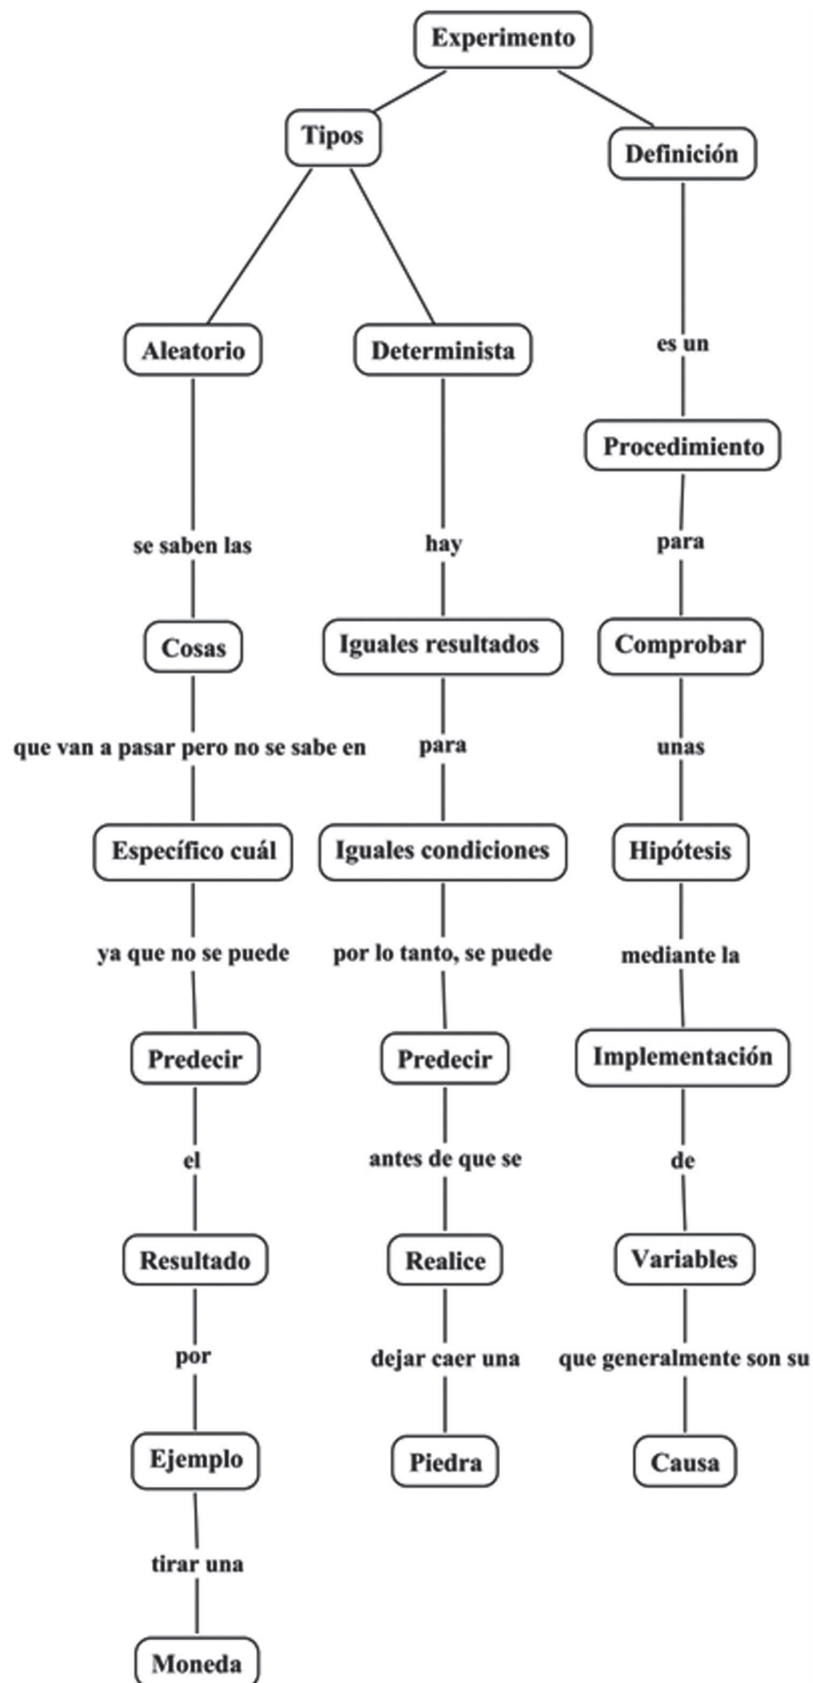 Experimento
Tipos
Definición
Aleatorio
Determinista
es un
Procedimiento
se saben las
hay
para
Cosas
Iguales resultados
Comprobar
que van a pasar pero no se sabe en
para
unas
Específico cuál
Iguales condiciones
Hipótesis
ya que no se puede
por lo tanto, se puede
mediante la
Predecir
Predecir
Implementación
el
antes de que se
de
Resultado
Realice
Variables
por
dejar caer una
que generalmente son su
Ejemplo
Piedra
Causa
tirar una
Moneda